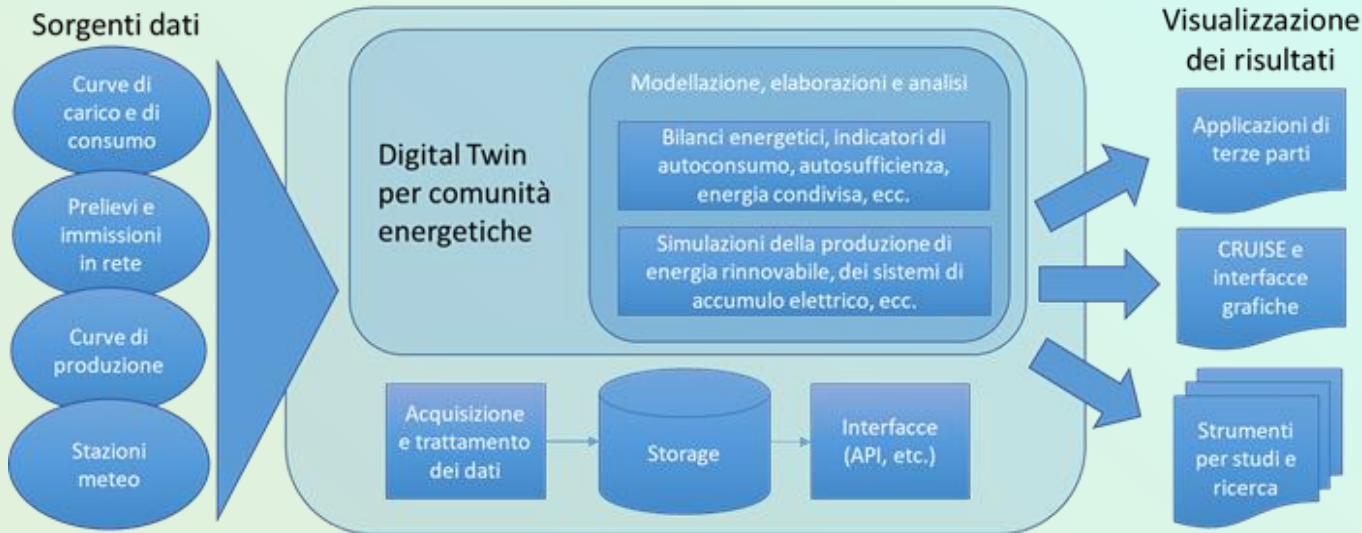 Sorgenti dati
Curve di
carico e di
consumo
Prelievi e
immissioni
in rete
Curve di
produzione
Stazioni
meteo
Digital Twin
per comunità
energetiche
Modellazione, elaborazioni e analisi
Bilanci energetici, indicatori di
autoconsumo, autosufficienza,
energia condivisa, ecc.
Simulazioni della produzione di
energia rinnovabile, dei sistemi di
accumulo elettrico, ecc.
Acquisizione
e trattamento
dei dati
Storage
Interfacce
(API, etc.)
Visualizzazione
dei risultati
Applicazioni di
terze parti
CRUISE e
interfacce
grafiche
Strumenti
per studi e
ricerca